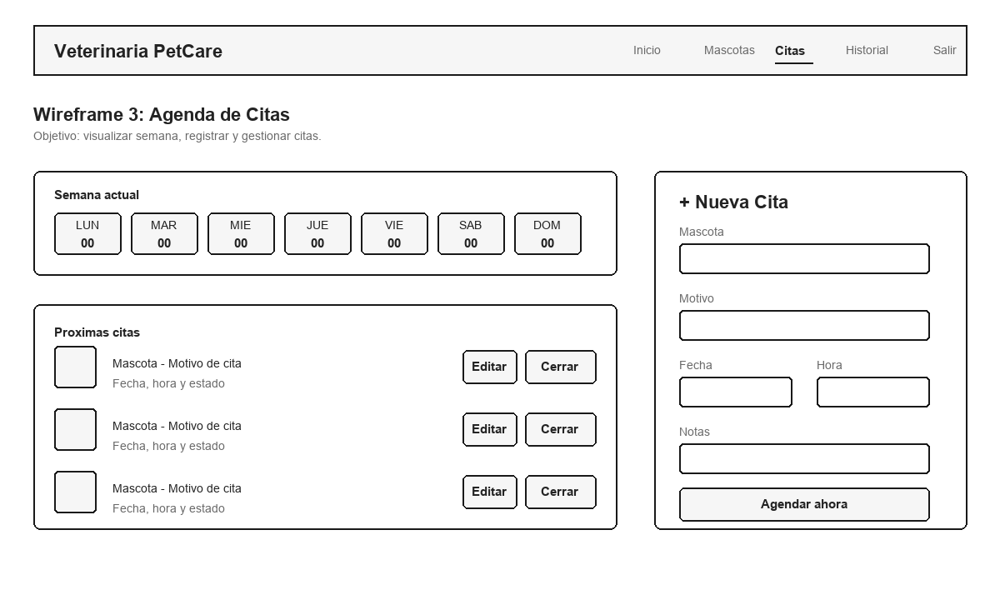 Veterinaria PetCare
Inicio Mascotas Citas Historial Salir
Wireframe 3: Agenda de Citas
Objetivo: visualizar semana, registrar y gestionar citas.
Semana actual
LUN MAR MIE JUE VIE SAB DOM
00 00 00 00 00 00 00
Proximas citas
Mascota - Motivo de cita
Fecha, hora y estado
Editar Cerrar
Mascota - Motivo de cita
Fecha, hora y estado
Editar Cerrar
Mascota - Motivo de cita
Fecha, hora y estado
Editar Cerrar
+ Nueva Cita
Mascota
Motivo
Fecha Hora
Notas
Agendar ahora